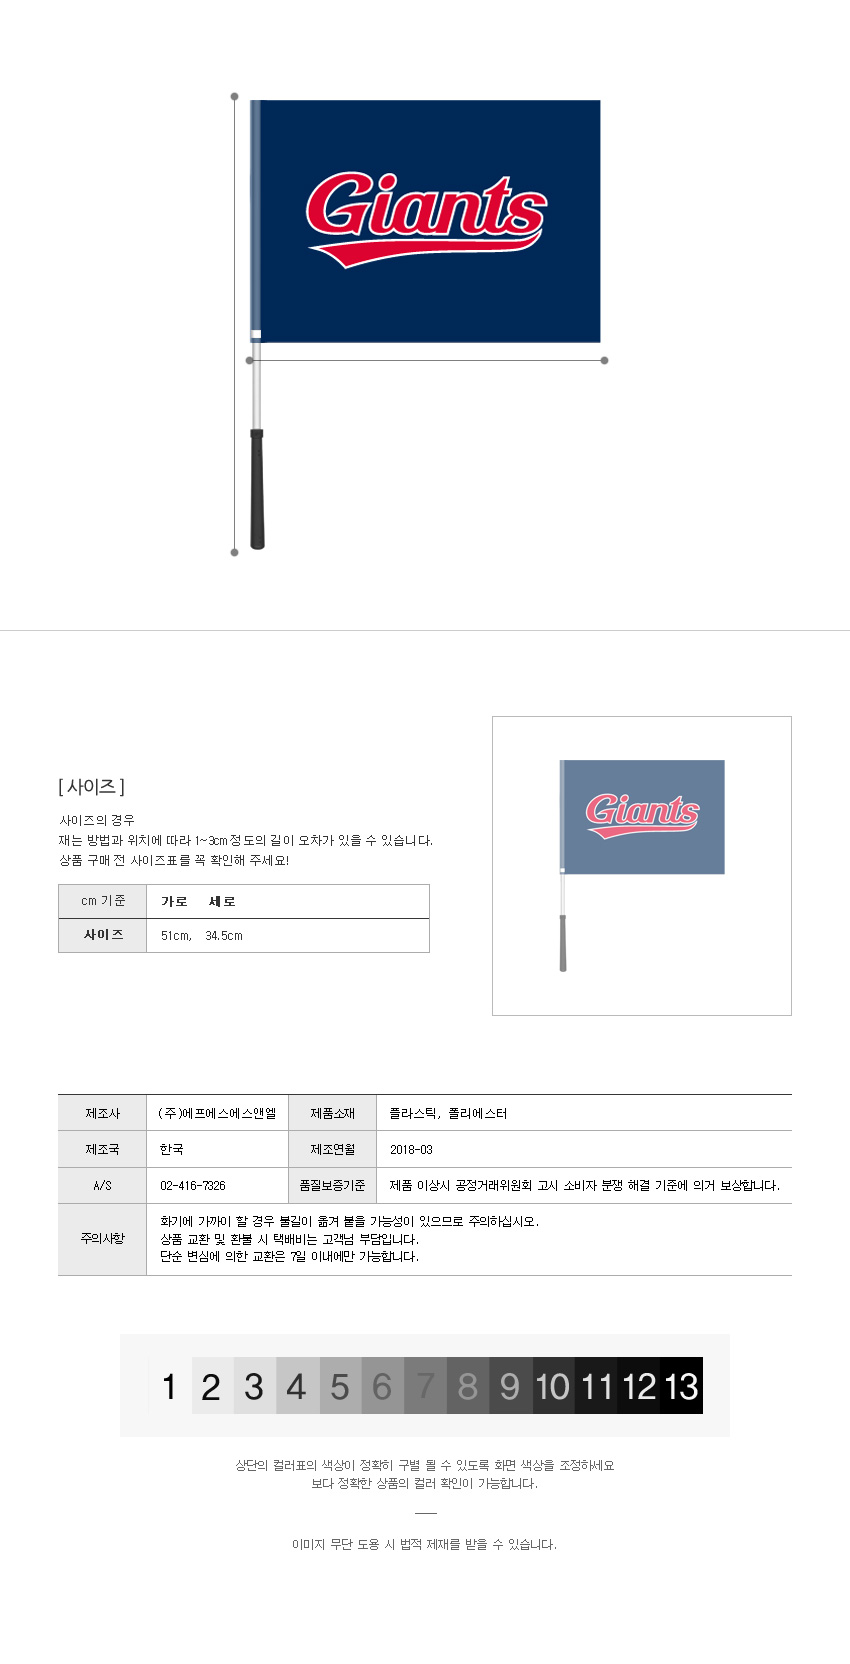 Giants
[ 사이즈 ]
사이즈의 경우
재는 방법과 위치에 따라 1~3cm정도의 길이 오차가 있을 수 있습니다.
상품 구매 전 사이즈표를 꼭 확인해 주세요!
Giants
cm 기준 가로 세로
사이즈 51cm, 34.5cm
제조사 (주)에프에스에스앤엘 제품소재 플라스틱, 폴리에스터
제조국 한국 제조연월 2018-03
A/S 02-416-7326 품질보증기준 제품 이상시 공정거래위원회 고시 소비자 분쟁 해결 기준에 의거 보상합니다.
주의사항 화기에 가까이 할 경우 불길이 옮겨 붙을 가능성이 있으므로 주의하십시오.
상품 교환 및 환불 시 택배비는 고객님 부담입니다.
단순 변심에 의한 교환은 7일 이내에만 가능합니다.
1 2 3 4 5 6 7 8 9 10 11 12 13
상단의 컬러표의 색상이 정확히 구별 될 수 있도록 화면 색상을 조정하세요
보다 정확한 상품의 컬러 확인이 가능합니다.
이미지 무단 도용 시 법적 제재를 받을 수 있습니다.